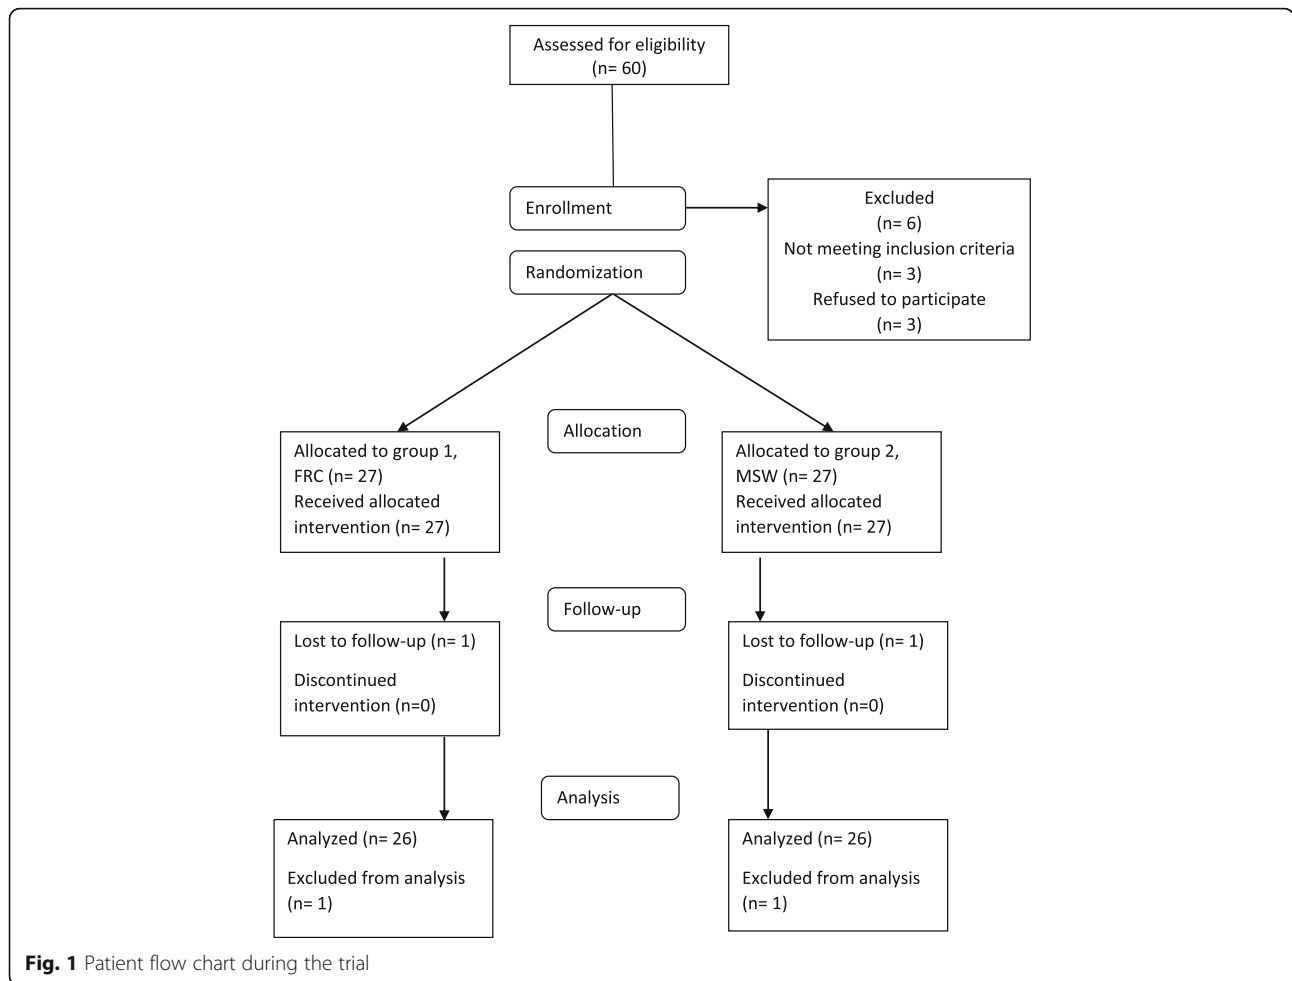 Assessed for eligibility
(n= 60)
Enrollment
Excluded
(n= 6)
Not meeting inclusion criteria
(n= 3)
Refused to participate
(n= 3)
Randomization
Allocation
Allocated to group 1,
FRC (n= 27)
Received allocated
intervention (n= 27)
Allocated to group 2,
MSW (n= 27)
Received allocated
intervention (n= 27)
Follow-up
Lost to follow-up (n= 1)
Discontinued
intervention (n=0)
Lost to follow-up (n= 1)
Discontinued
intervention (n=0)
Analysis
Analyzed (n= 26)
Excluded from analysis
(n= 1)
Analyzed (n= 26)
Excluded from analysis
(n= 1)
Fig. 1 Patient flow chart during the trial